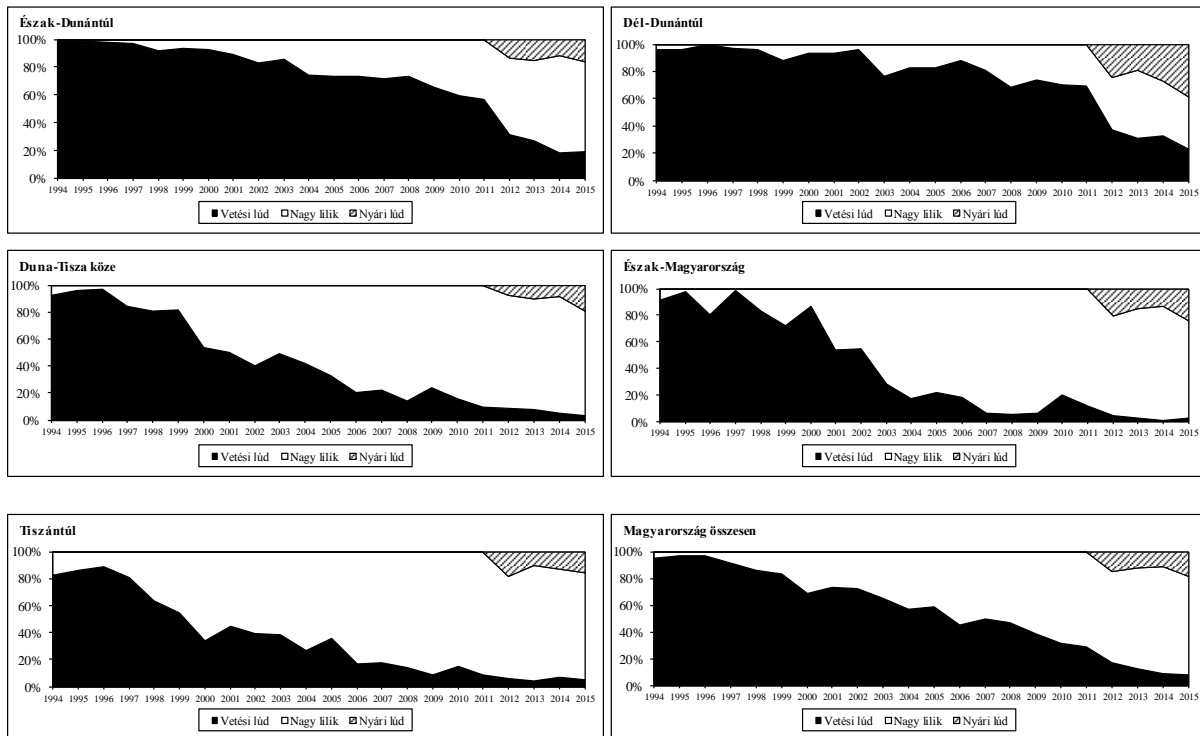 Észak-Dunántúl
100%
80%
60%
40%
20%
0%
1994 1995 1996 1997 1998 1999 2000 2001 2002 2003 2004 2005 2006 2007 2008 2009 2010 2011 2012 2013 2014 2015
Vetési lúd Nagy lilik Nyári lúd
Dél-Dunántúl
100%
80%
60%
40%
20%
0%
1994 1995 1996 1997 1998 1999 2000 2001 2002 2003 2004 2005 2006 2007 2008 2009 2010 2011 2012 2013 2014 2015
Vetési lúd Nagy lilik Nyári lúd
Duna-Tisza köze
100%
80%
60%
40%
20%
0%
1994 1995 1996 1997 1998 1999 2000 2001 2002 2003 2004 2005 2006 2007 2008 2009 2010 2011 2012 2013 2014 2015
Vetési lúd Nagy lilik Nyári lúd
Észak-Magyarország
100%
80%
60%
40%
20%
0%
1994 1995 1996 1997 1998 1999 2000 2001 2002 2003 2004 2005 2006 2007 2008 2009 2010 2011 2012 2013 2014 2015
Vetési lúd Nagy lilik Nyári lúd
Tiszántúl
100%
80%
60%
40%
20%
0%
1994 1995 1996 1997 1998 1999 2000 2001 2002 2003 2004 2005 2006 2007 2008 2009 2010 2011 2012 2013 2014 2015
Vetési lúd Nagy lilik Nyári lúd
Magyarország összesen
100%
80%
60%
40%
20%
0%
1994 1995 1996 1997 1998 1999 2000 2001 2002 2003 2004 2005 2006 2007 2008 2009 2010 2011 2012 2013 2014 2015
Vetési lúd Nagy lilik Nyári lúd